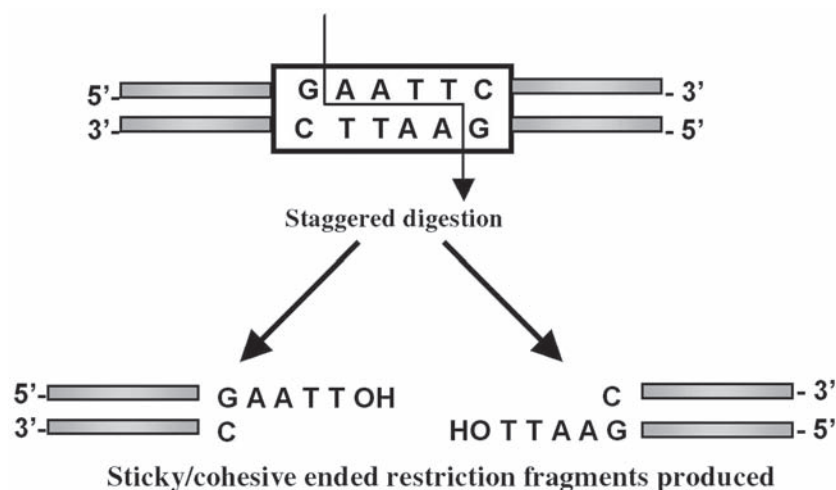 5'- G A A T T C - 3'
3'- C T T A A G - 5'
Staggered digestion
5'- G A A T T OH C - 3'
3'- C HO T T A A G - 5'
Sticky/cohesive ended restriction fragments produced